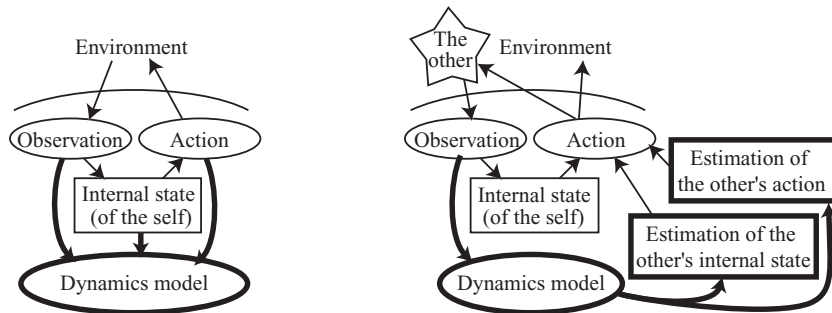 Environment
Observation
Action
Internal state
(of the self)
Dynamics model
The
other
Environment
Observation
Action
Internal state
(of the self)
Dynamics model
Estimation of
the other's action
Estimation of the
other's internal state